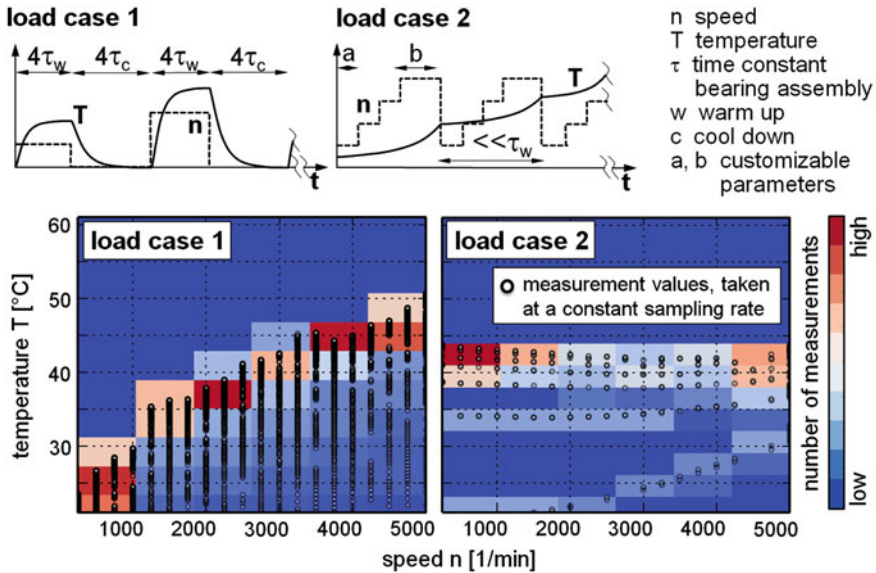 load case 1
4τw 4τc 4τw 4τc
T
n
t
load case 2
a b
n
T
<<τw
t
n speed
T temperature
τ time constant
bearing assembly
w warm up
c cool down
a, b customizable
parameters
load case 1
load case 2
measurement values, taken
at a constant sampling rate
temperature T [°C]
60
50
40
30
1000 2000 3000 4000 5000
1000 2000 3000 4000 5000
speed n [1/min]
number of measurements
high
low